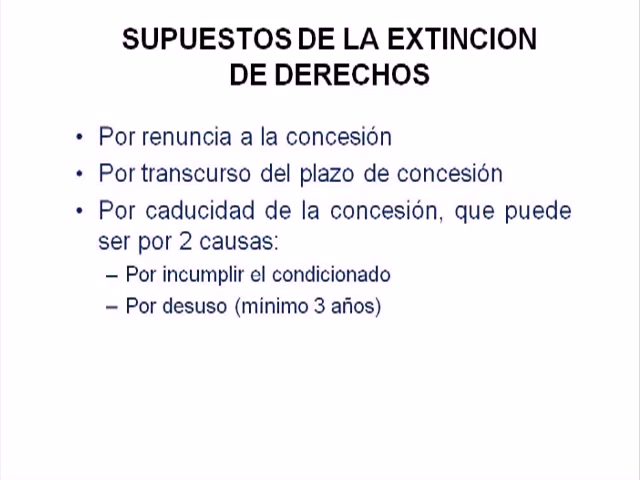 SUPUESTOS DE LA EXTINCION
DE DERECHOS
• Por renuncia a la concesión
• Por transcurso del plazo de concesión
• Por caducidad de la concesión, que puede
ser por 2 causas:
– Por incumplir el condicionado
– Por desuso (mínimo 3 años)